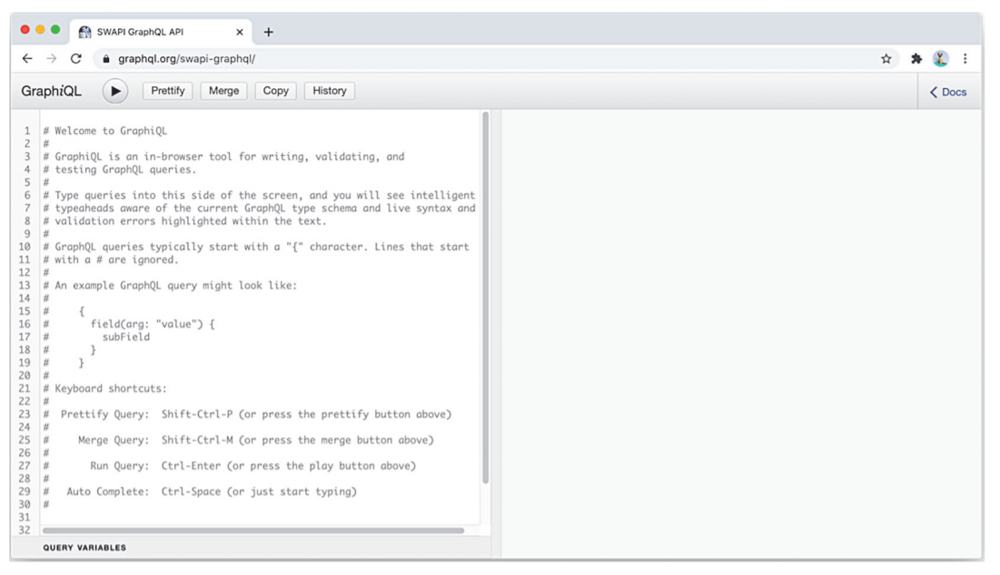 SWAPI GraphQL API
graphql.org/swapi-graphql/
GraphiQL Prettify Merge Copy History Docs
1 # Welcome to GraphiQL
2 #
3 # GraphiQL is an in-browser tool for writing, validating, and
4 # testing GraphQL queries.
5 #
6 # Type queries into this side of the screen, and you will see intelligent
7 # typeaheads aware of the current GraphQL type schema and live syntax and
8 # validation errors highlighted within the text.
9 #
10 # GraphQL queries typically start with a "{" character. Lines that start
11 # with a # are ignored.
12 #
13 # An example GraphQL query might look like:
14 #
15 #     {
16 #       field(arg: "value") {
17 #         subField
18 #       }
19 #     }
20 #
21 # Keyboard shortcuts:
22 #
23 #  Prettify Query:  Shift-Ctrl-P (or press the prettify button above)
24 #
25 #     Merge Query:  Shift-Ctrl-M (or press the merge button above)
26 #
27 #       Run Query:  Ctrl-Enter (or press the play button above)
28 #
29 #   Auto Complete:  Ctrl-Space (or just start typing)
30 #
31
32
QUERY VARIABLES